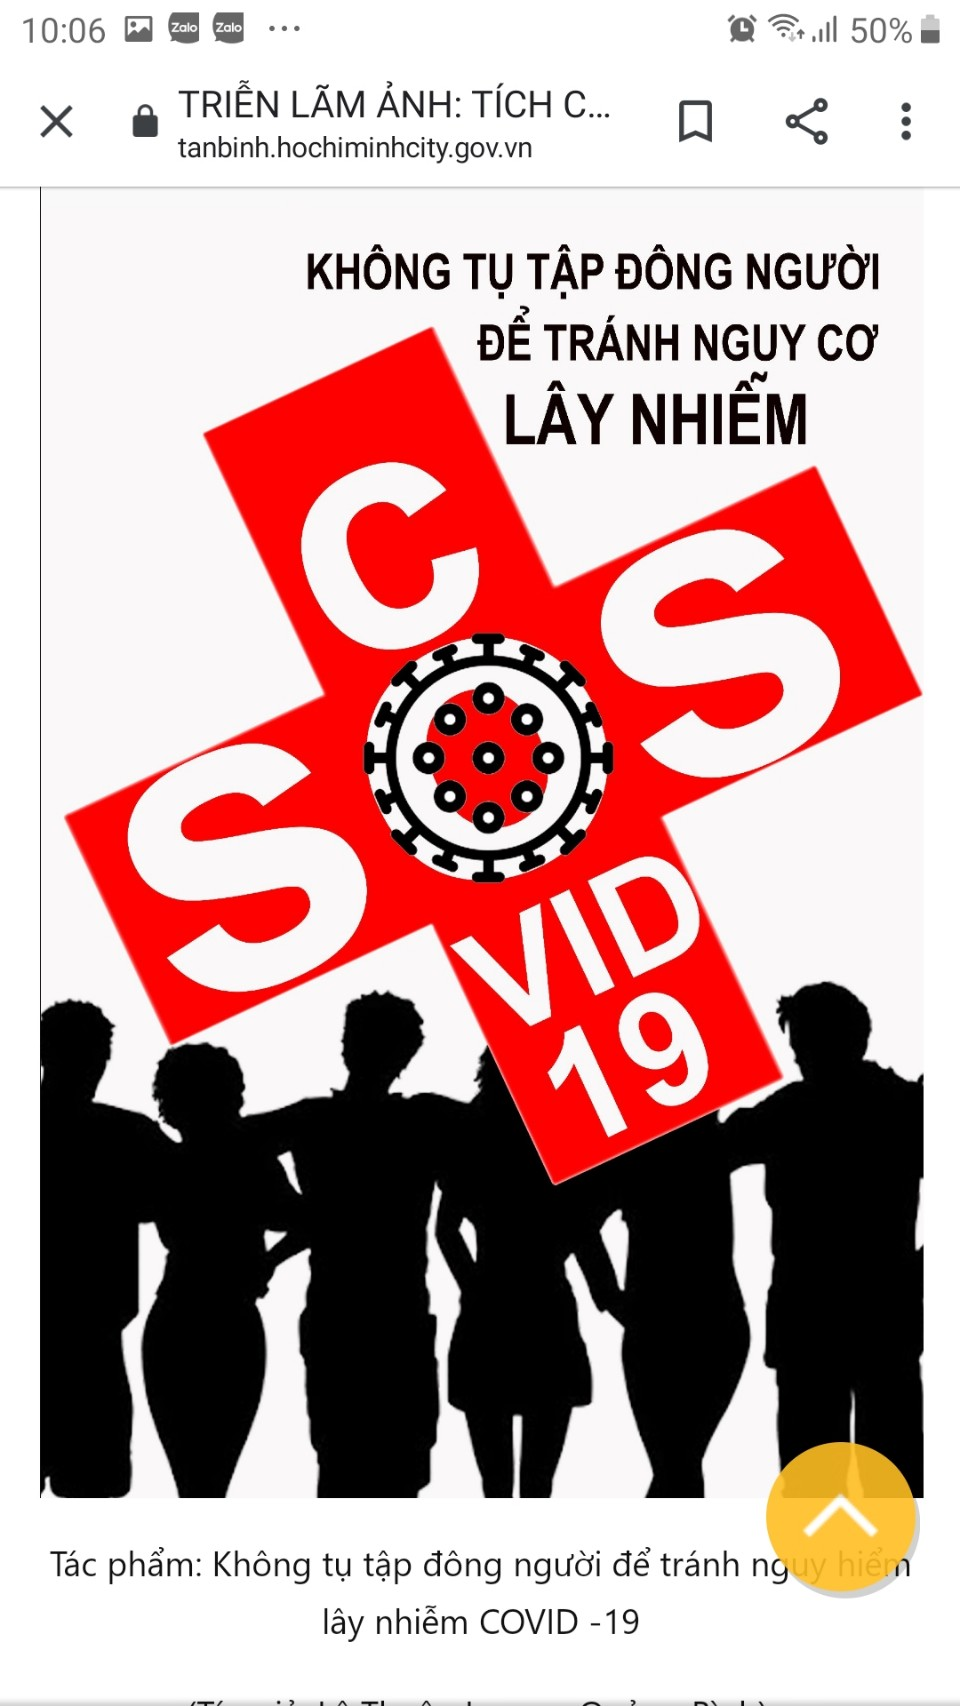 10:06 Zalo Zalo 50%
TRIỄN LÃM ẢNH: TÍCH C...
tanbinh.hochiminhcity.gov.vn
KHÔNG TỤ TẬP ĐÔNG NGƯỜI
ĐỂ TRÁNH NGUY CƠ
LÂY NHIỄM
C
S S
VID
19
Tác phẩm: Không tụ tập đông người để tránh nguy hiểm
lây nhiễm COVID -19